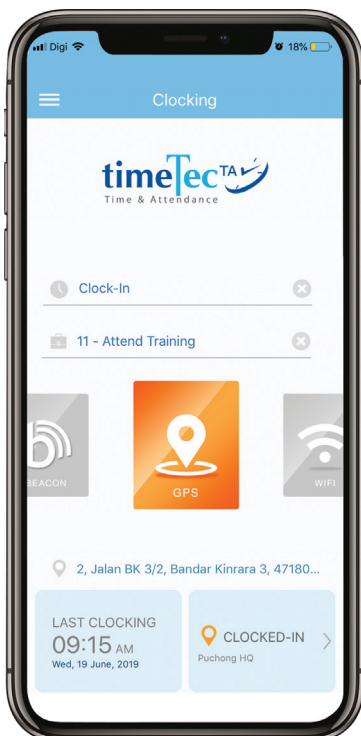 Digi 18%
Clocking
timeTec TA
Time & Attendance
Clock-In
11 - Attend Training
BEACON
GPS
WIFI
2, Jalan BK 3/2, Bandar Kinrara 3, 47180...
LAST CLOCKING
09:15 AM
Wed, 19 June, 2019
CLOCKED-IN
Puchong HQ